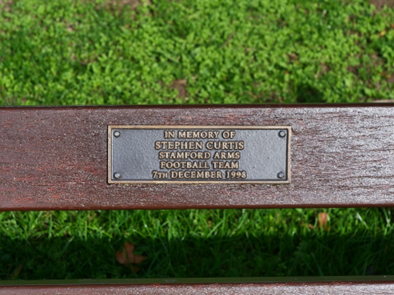 IN MEMORY OF
STEPHEN CURTIS
STAMFORD ARMS
FOOTBALL TEAM
7TH DECEMBER 1998